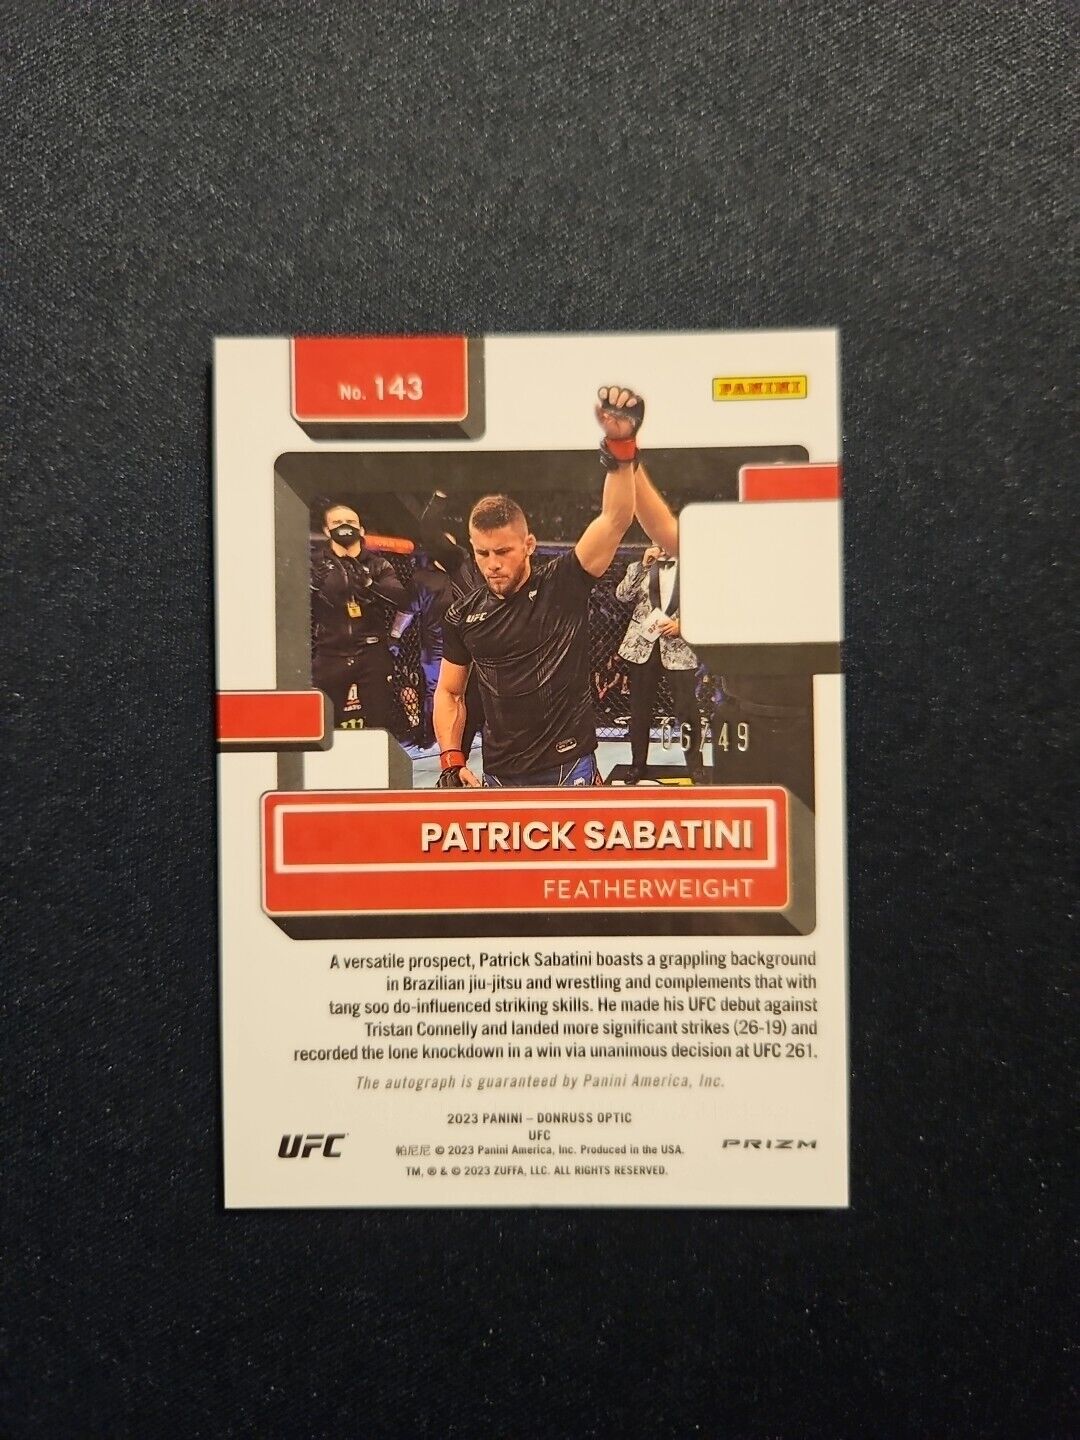 No. 143
PANINI
UFC
06/49
PATRICK SABATINI
FEATHERWEIGHT
A versatile prospect, Patrick Sabatini boasts a grappling background
in Brazilian jiu-jitsu and wrestling and complements that with
tang soo do-influenced striking skills. He made his UFC debut against
Tristan Connelly and landed more significant strikes (26-19) and
recorded the lone knockdown in a win via unanimous decision at UFC 261.
The autograph is guaranteed by Panini America, Inc.
2023 PANINI – DONRUSS OPTIC
UFC
帕尼尼 © 2023 Panini America, Inc. Produced in the USA.
TM, ® & © 2023 ZUFFA, LLC. ALL RIGHTS RESERVED.
UFC
PRIZM